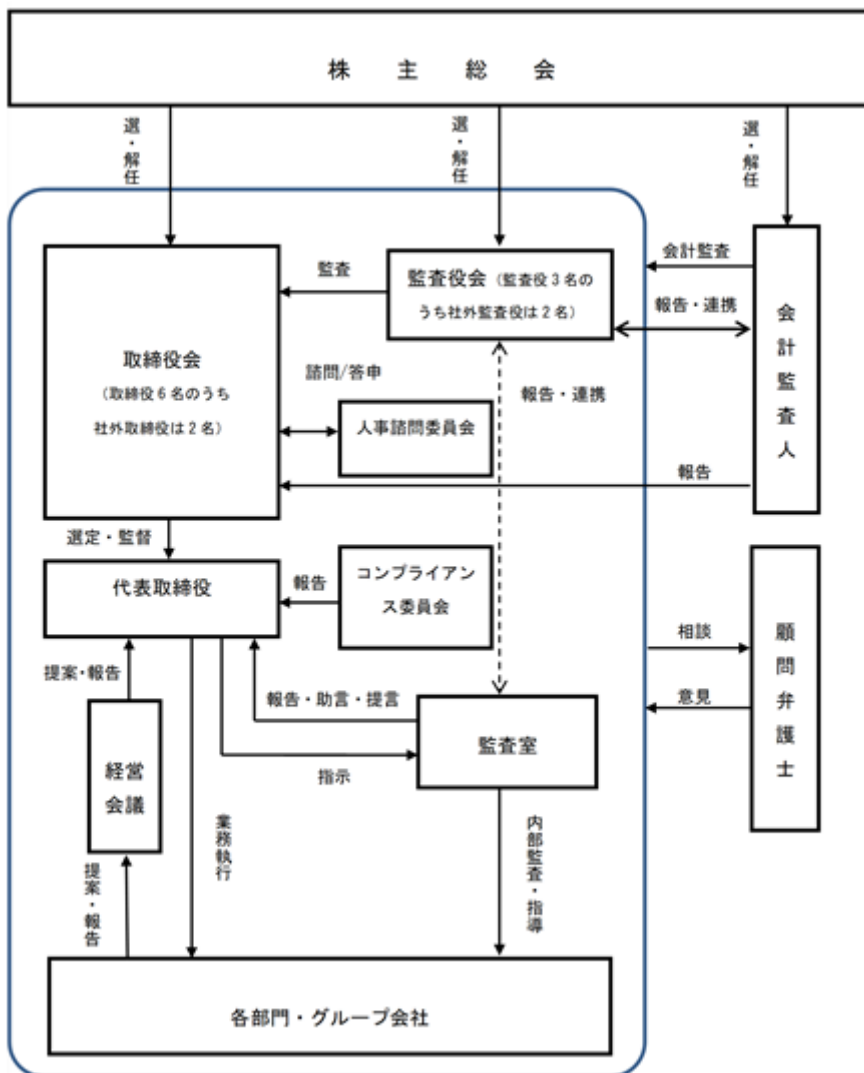 株 主 総 会
選・解任
選・解任
選・解任
監査
監査役会（監査役3名の
うち社外監査役は2名）
会計監査
報告・連携
会計監査人
取締役会
（取締役6名のうち
社外取締役は2名）
諮問/答申
報告・連携
人事諮問委員会
報告
選定・監督
代表取締役
報告
コンプライアン
ス委員会
相談
意見
顧問弁護士
提案・報告
報告・助言・提言
監査室
指示
経営
会議
業務執行
内部監査・指導
提案・報告
各部門・グループ会社